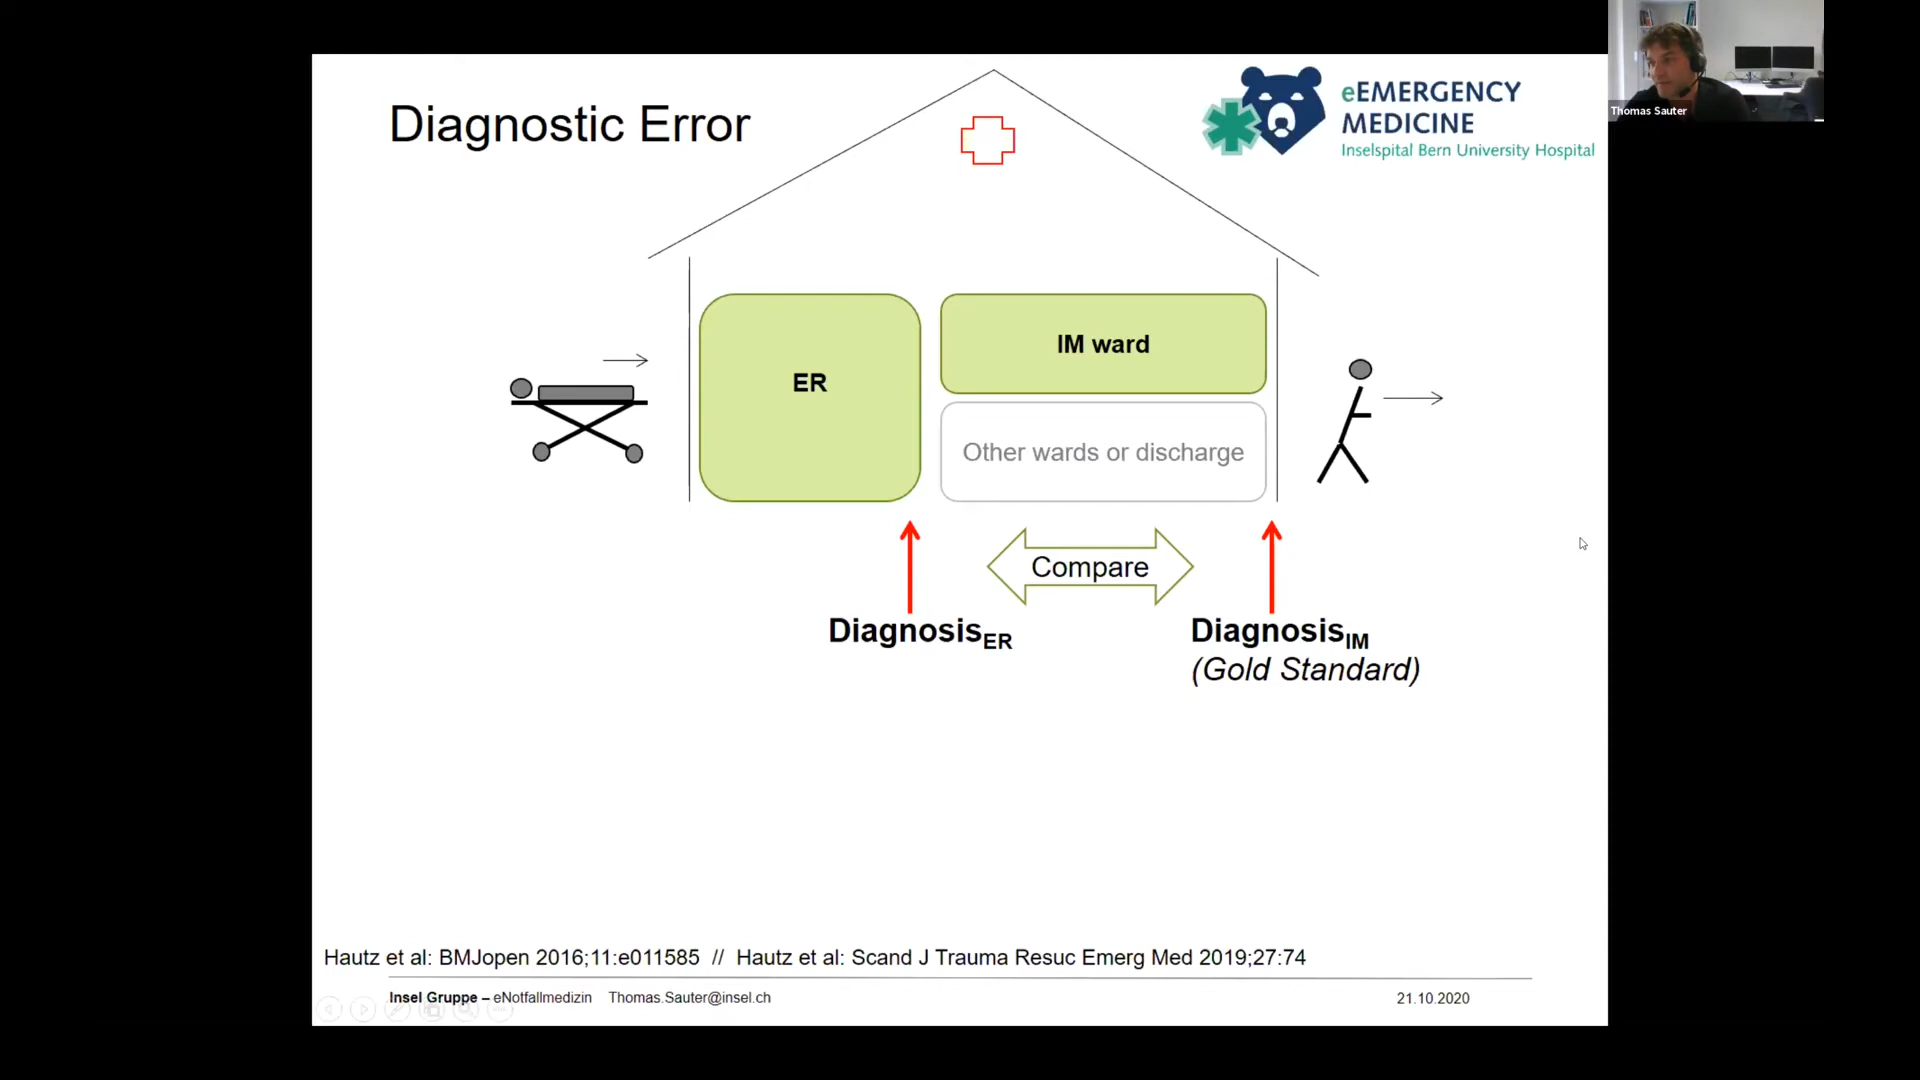 Diagnostic Error
eEMERGENCY
MEDICINE
Inselspital Bern University Hospital
Thomas Sauter
ER
IM ward
Other wards or discharge
Compare
DiagnosisER
DiagnosisIM
(Gold Standard)
Hautz et al: BMJopen 2016;11:e011585 // Hautz et al: Scand J Trauma Resuc Emerg Med 2019;27:74
Insel Gruppe – eNotfallmedizin Thomas.Sauter@insel.ch
21.10.2020